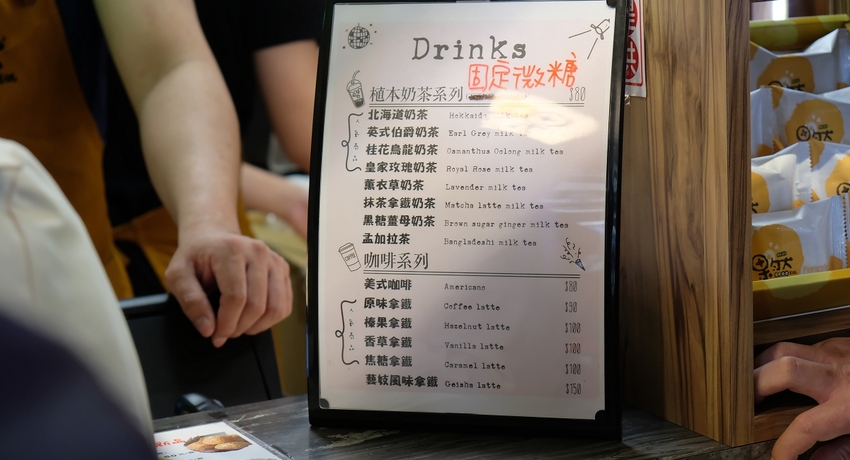 Drinks
固定微糖
植本奶茶系列 $80
北海道奶茶 Hokkaido milk tea
英式伯爵奶茶 Earl Grey milk tea
桂花烏龍奶茶 Osmanthus Oolong milk tea
皇家玫瑰奶茶 Royal Rose milk tea
薰衣草奶茶 Lavender milk tea
抹茶拿鐵奶茶 Matcha latte milk tea
黑糖薑母奶茶 Brown sugar ginger milk tea
孟加拉茶 Bangladeshi milk tea
咖啡系列
美式咖啡 Americano $80
原味拿鐵 Coffee latte $90
榛果拿鐵 Hazelnut latte $100
香草拿鐵 Vanilla latte $100
焦糖拿鐵 Caramel latte $100
藝妓風味拿鐵 Geisha latte $150